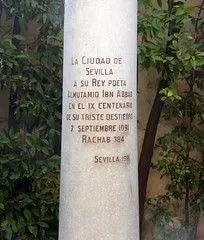 La Ciudad de
Sevilla
a su Rey poeta
Almutamid Ibn Abbad
en el IX centenario
de su triste destierro
7 Septiembre 1091
Rachab 384
Sevilla